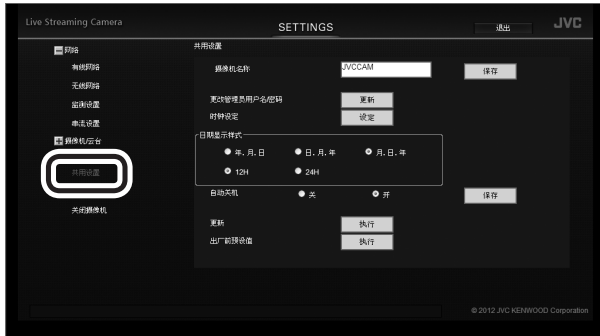 Live Streaming Camera
SETTINGS
退出
JVC
网络
有线网络
无线网络
监测设置
串流设置
摄像机/云台
共用设置
关闭摄像机
共用设置
摄像机名称
JVCCAM
保存
更改管理员用户名/密码
更新
时钟设定
设定
日期显示样式
年.月.日
日.月.年
月.日.年
12H
24H
自动关机
关
开
保存
更新
执行
出厂前预设值
执行
© 2012 JVC KENWOOD Corporation